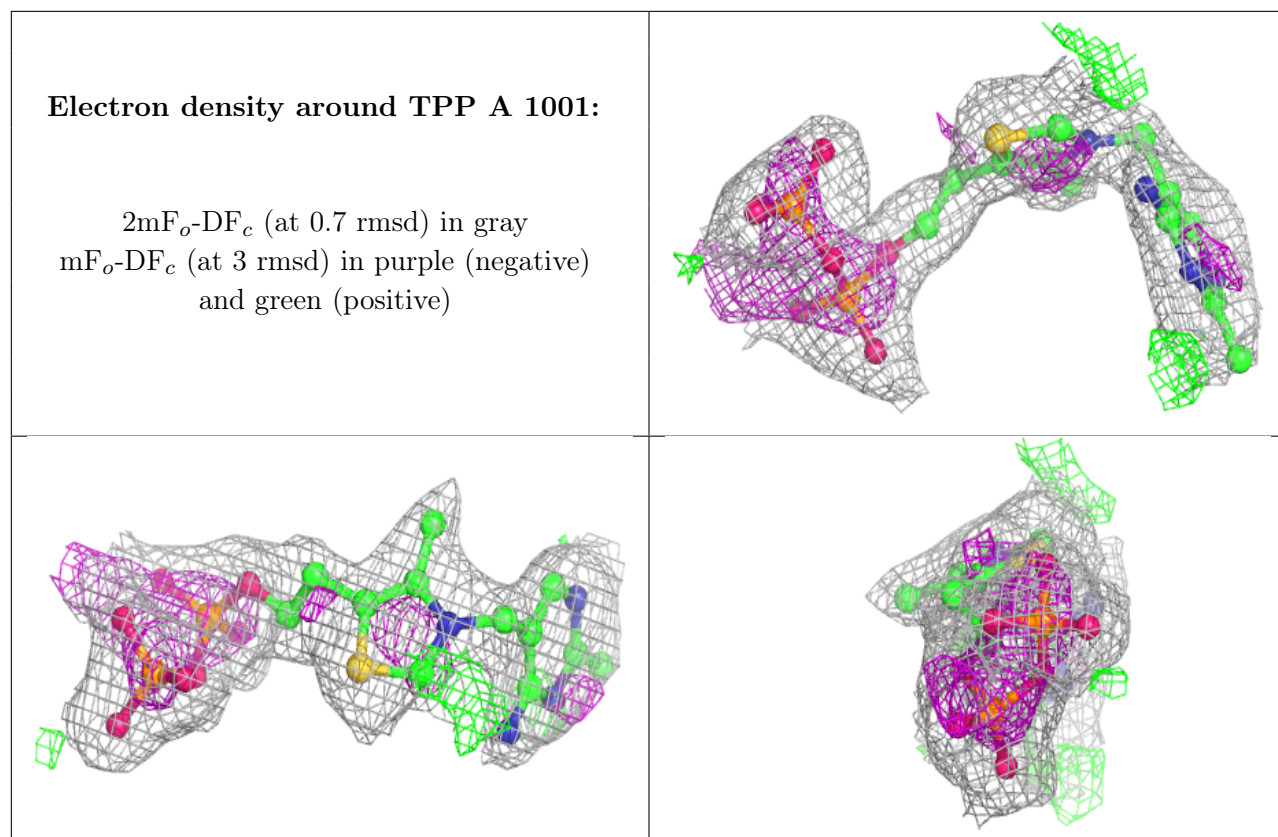 Electron density around TPP A 1001:
2mFo-DFc (at 0.7 rmsd) in gray
mFo-DFc (at 3 rmsd) in purple (negative)
and green (positive)